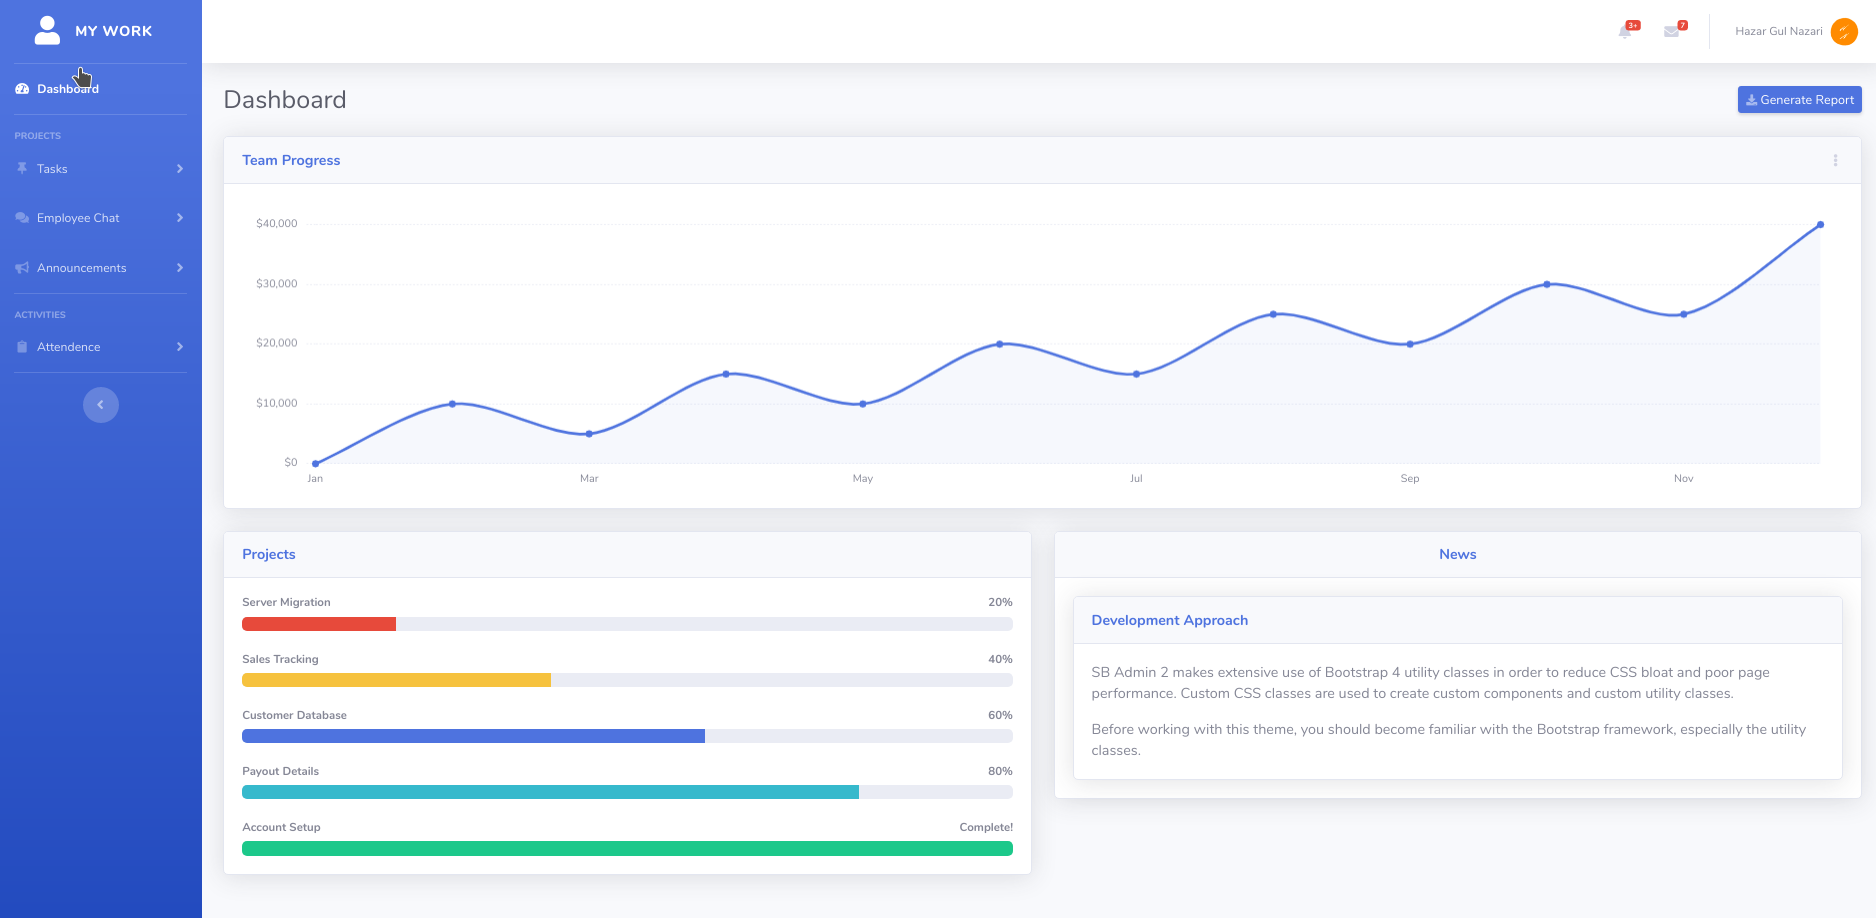 MY WORK
3+
7
Hazar Gul Nazari
Dashboard
PROJECTS
Tasks
Employee Chat
Announcements
ACTIVITIES
Attendence
Dashboard
Generate Report
Team Progress
$40,000
$30,000
$20,000
$10,000
$0
Jan Mar May Jul Sep Nov
Projects
Server Migration 20%
Sales Tracking 40%
Customer Database 60%
Payout Details 80%
Account Setup Complete!
News
Development Approach
SB Admin 2 makes extensive use of Bootstrap 4 utility classes in order to reduce CSS bloat and poor page
performance. Custom CSS classes are used to create custom components and custom utility classes.
Before working with this theme, you should become familiar with the Bootstrap framework, especially the utility
classes.